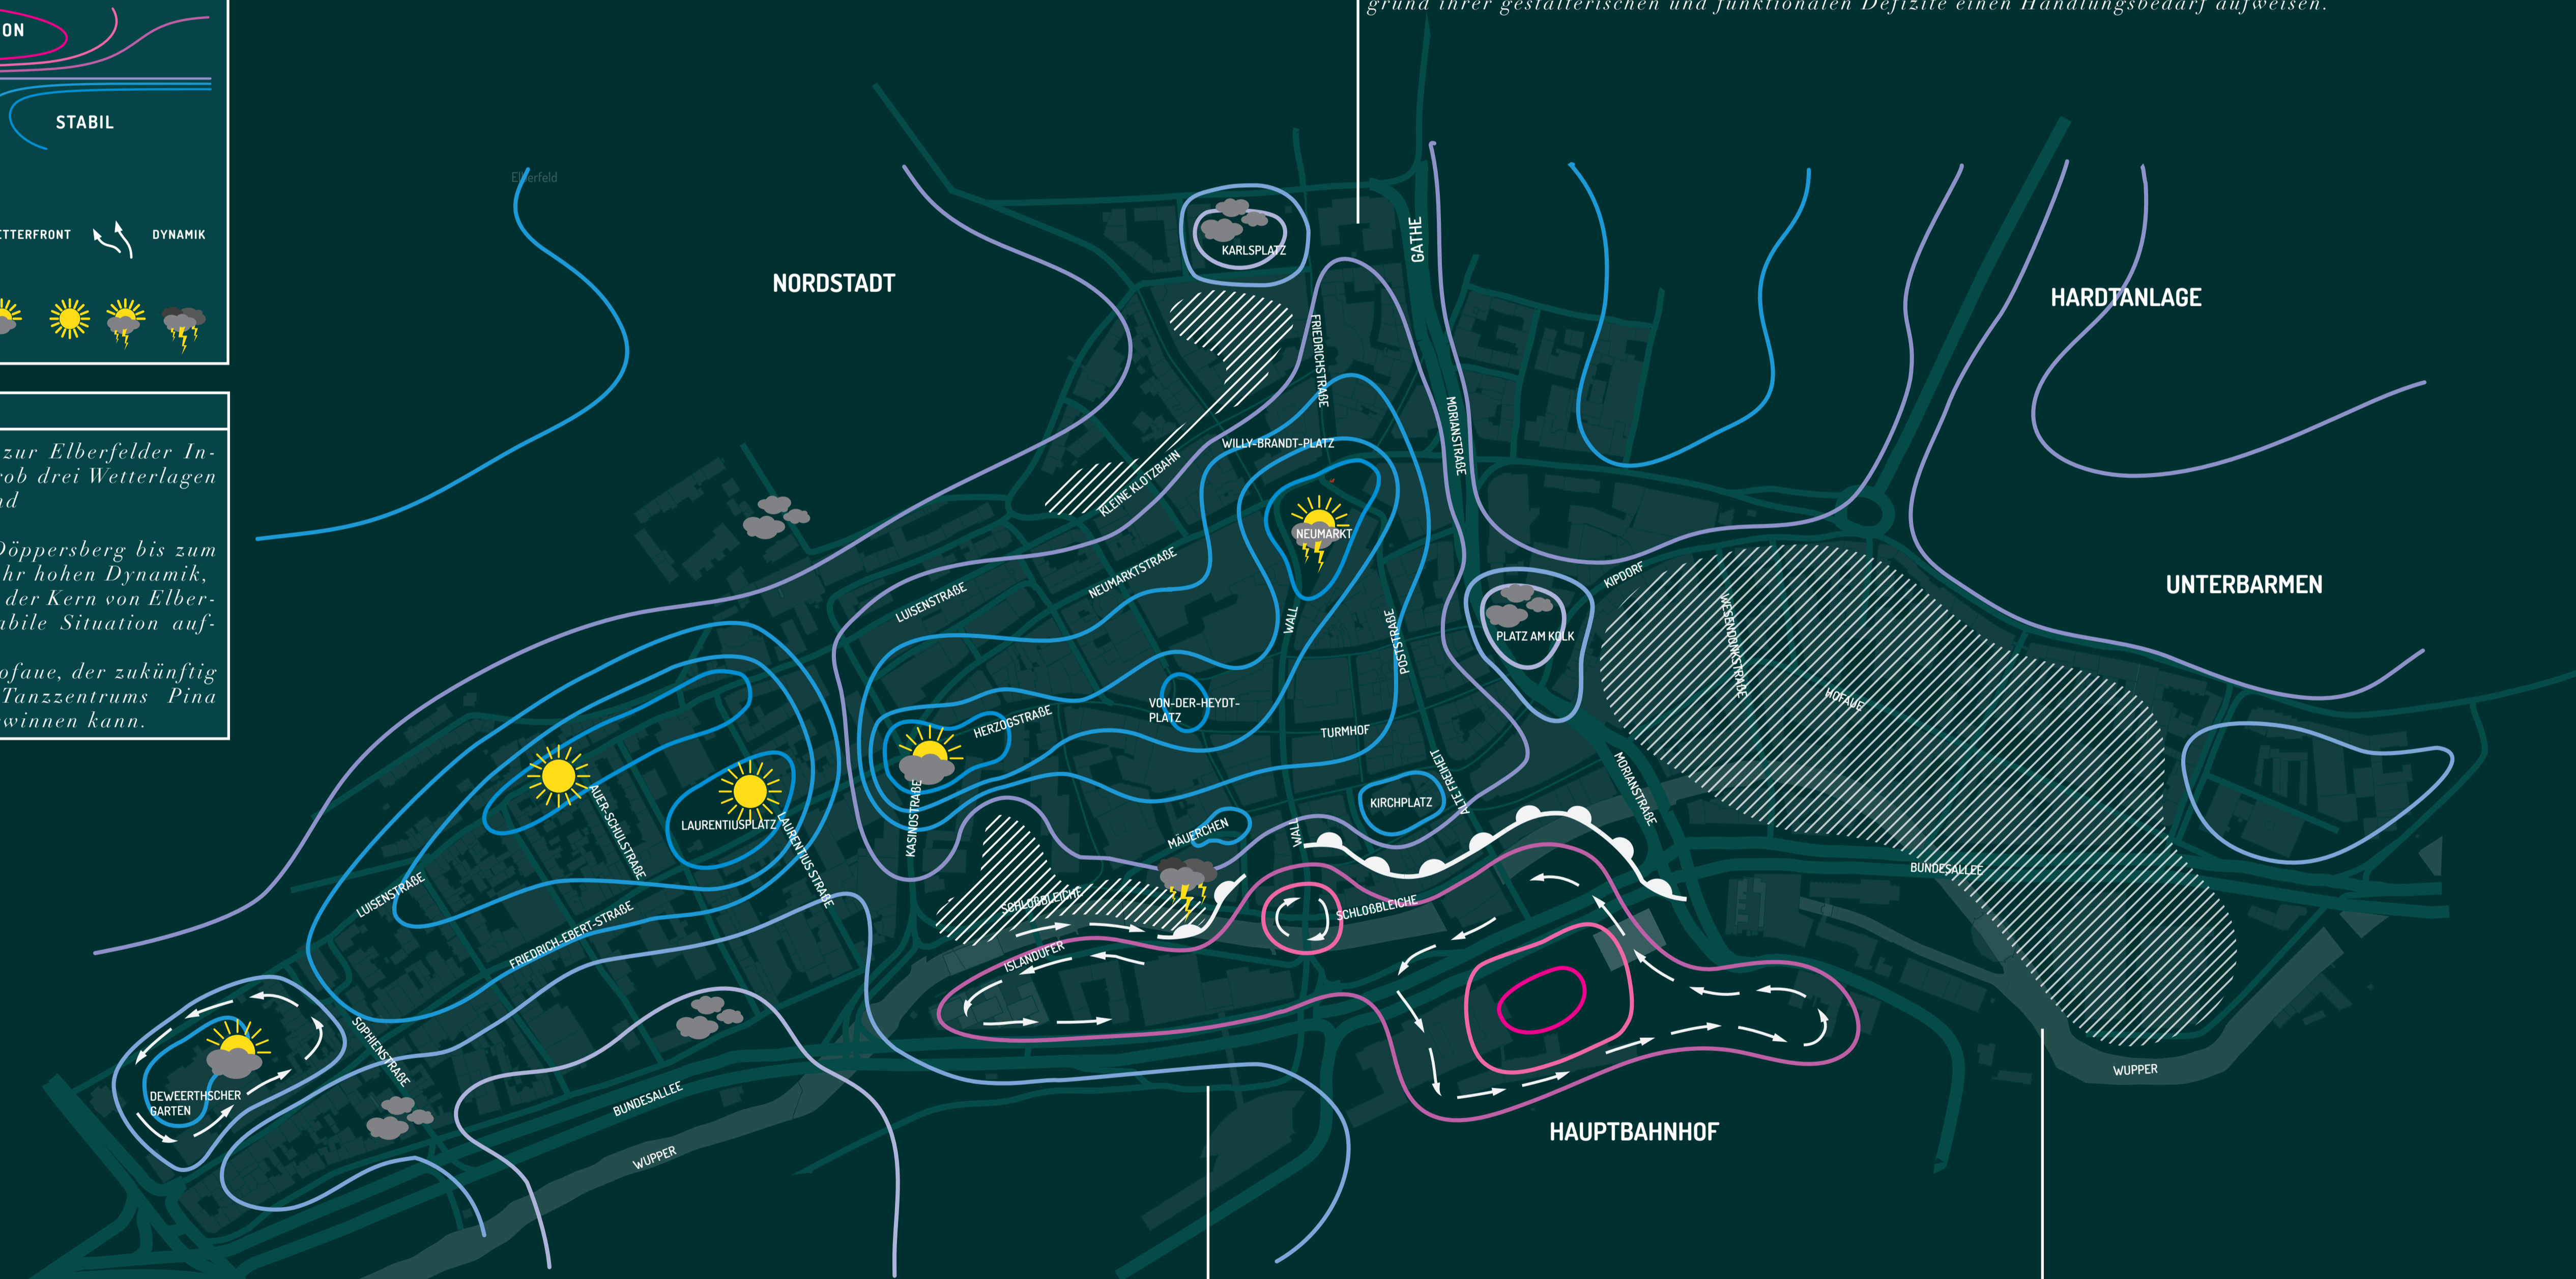 grund ihrer gestalterischen und funktionalen Defizite einen Handlungsbedarf aufweisen.
ON
STABIL
ETTERFRONT
DYNAMIK
zur Elberfelder In-
rob drei Wetterlagen
nd
Döppersberg bis zum
hr hohen Dynamik,
der Kern von Elber-
abile Situation auf-
ofaue, der zukünftig
Tanzzentrums Pina
winnen kann.
Elberfeld
NORDSTADT
KARLSPLATZ
GATHE
HARDTANLAGE
FRIEDRICHSTRAßE
MORIANSTRAßE
WILLY-BRANDT-PLATZ
KLEINE KLOTZBAHN
NEUMARKT
NEUMARKTSTRAßE
LUISENSTRAßE
WALL
POSTSTRAßE
KIPDORF
PLATZ AM KOLK
UNTERBARMEN
WESENDONKSTRAßE
HOFAUE
VON-DER-HEYDT-
PLATZ
HERZOGSTRAßE
TURMHOF
ALTE FREIHEIT
MORIANSTRAßE
KIRCHPLATZ
MÄUERCHEN
WALL
KASINOSTRAßE
AUER-SCHULSTRAßE
LAURENTIUSPLATZ
LAURENTIUS STRAßE
LUISENSTRAßE
FRIEDRICH-EBERT-STRAßE
SCHLOßBLEICHE
SCHLOßBLEICHE
ISLANDUFER
BUNDESALLEE
SOPHIENSTRAßE
DEWEERTHSCHER
GARTEN
BUNDESALLEE
WUPPER
WUPPER
HAUPTBAHNHOF